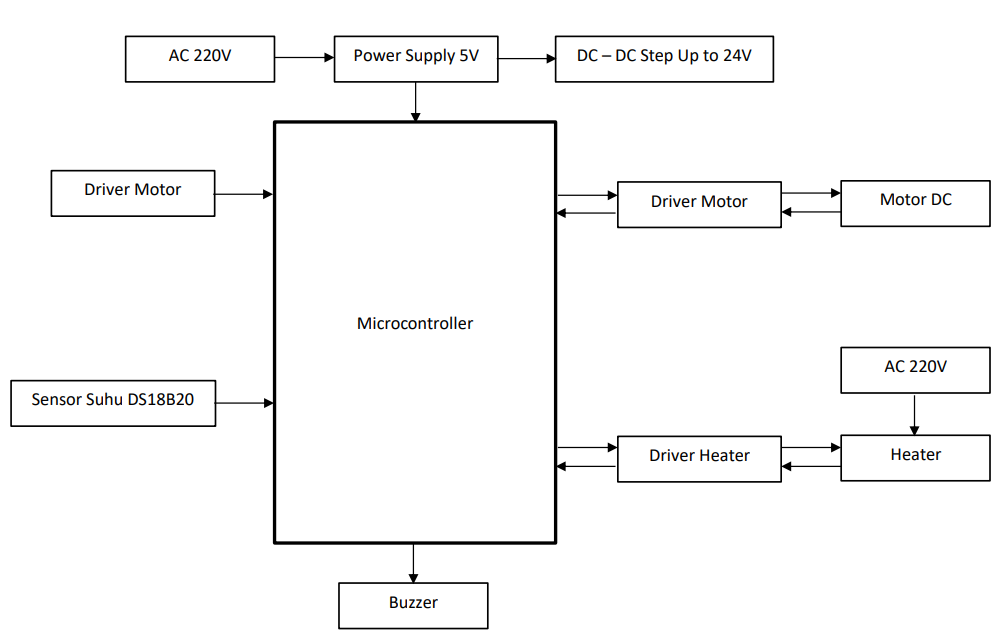 AC 220V
Power Supply 5V
DC – DC Step Up to 24V
Driver Motor
Driver Motor
Motor DC
Microcontroller
AC 220V
Sensor Suhu DS18B20
Driver Heater
Heater
Buzzer